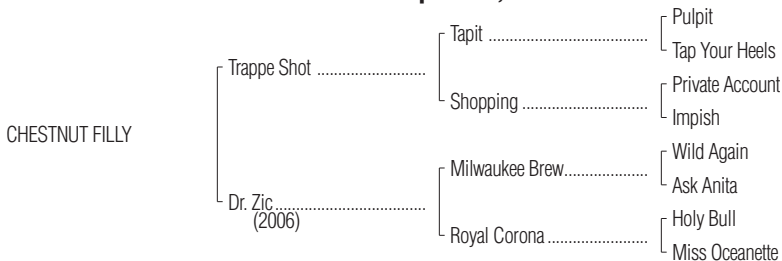 Pulpit
Tapit ........................................
Tap Your Heels
Trappe Shot ...........................
Private Account
Shopping ................................
Impish
CHESTNUT FILLY
Wild Again
Milwaukee Brew.....................
Ask Anita
Dr. Zic......................................
(2006)
Holy Bull
Royal Corona .........................
Miss Oceanette